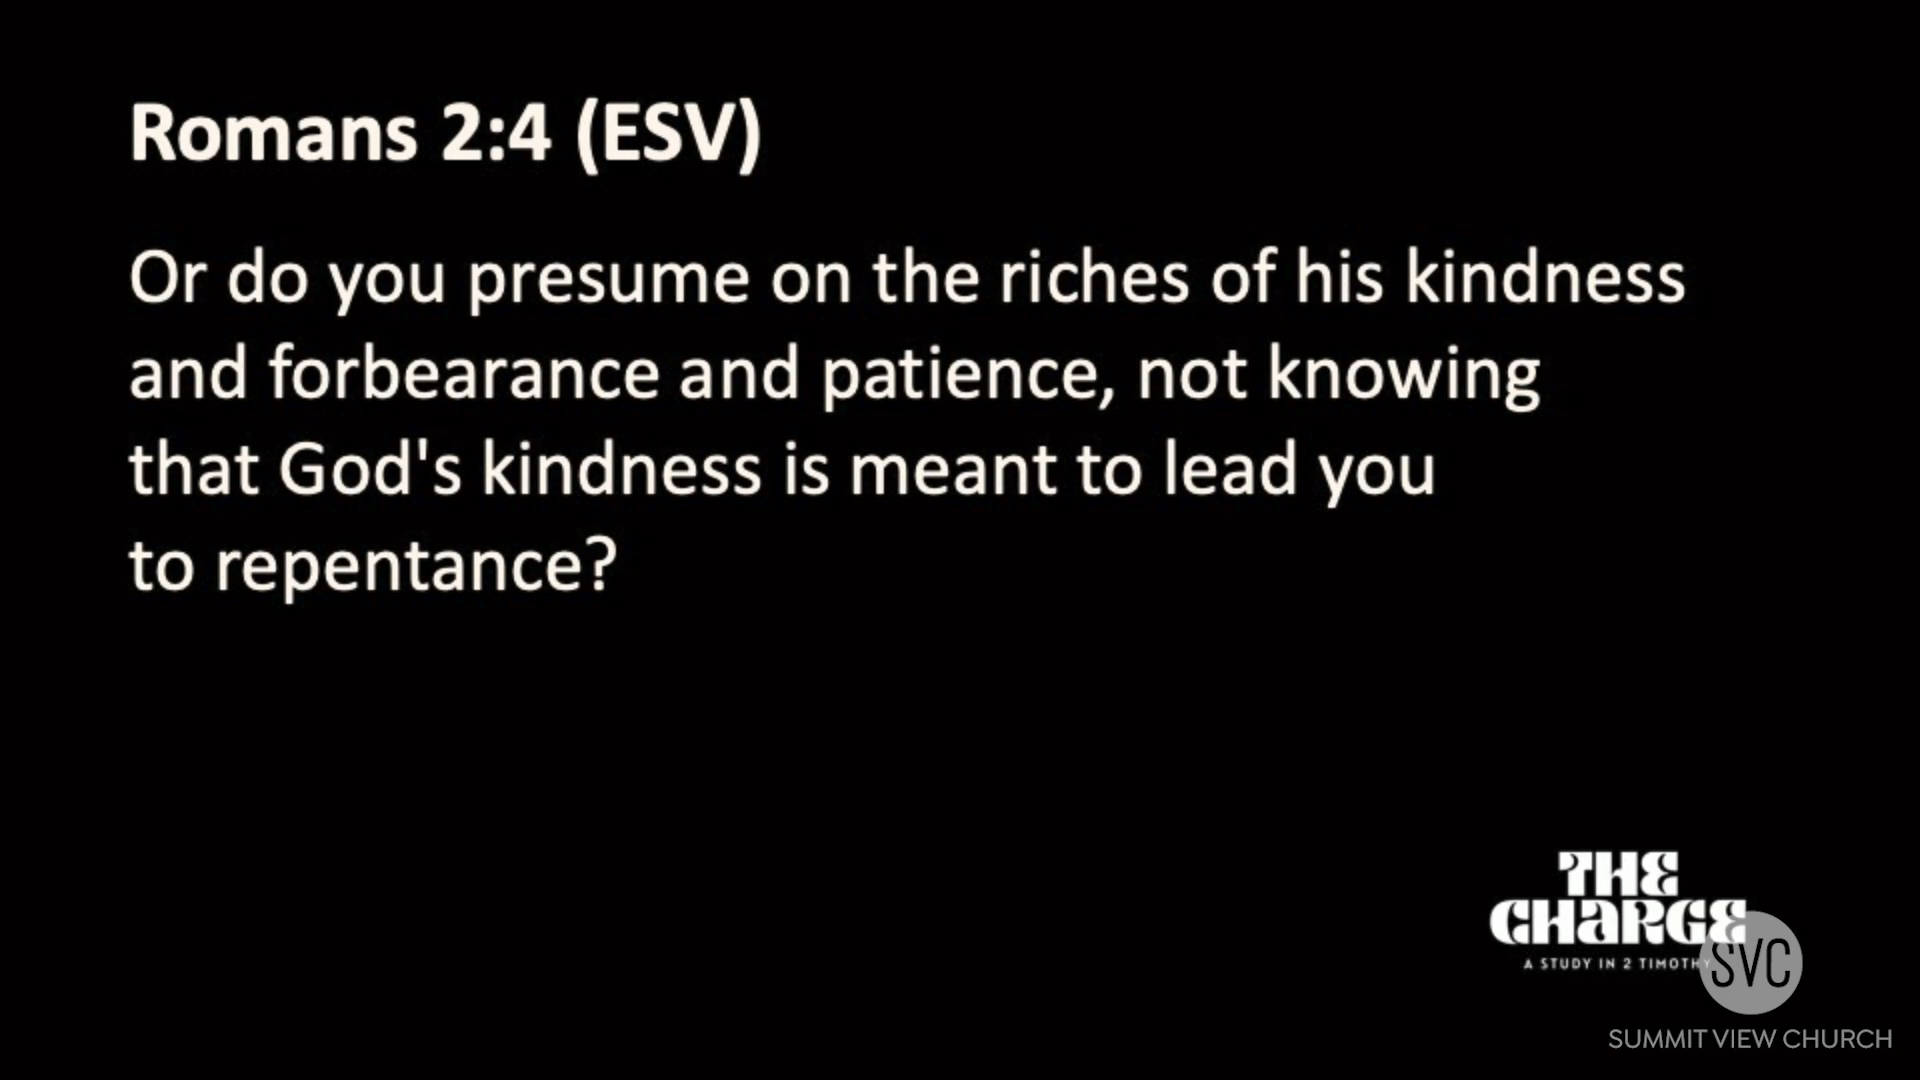 Romans 2:4 (ESV)
Or do you presume on the riches of his kindness
and forbearance and patience, not knowing
that God's kindness is meant to lead you
to repentance?
THE
CHARGE
A STUDY IN 2 TIMOTHY
SVC
SUMMIT VIEW CHURCH